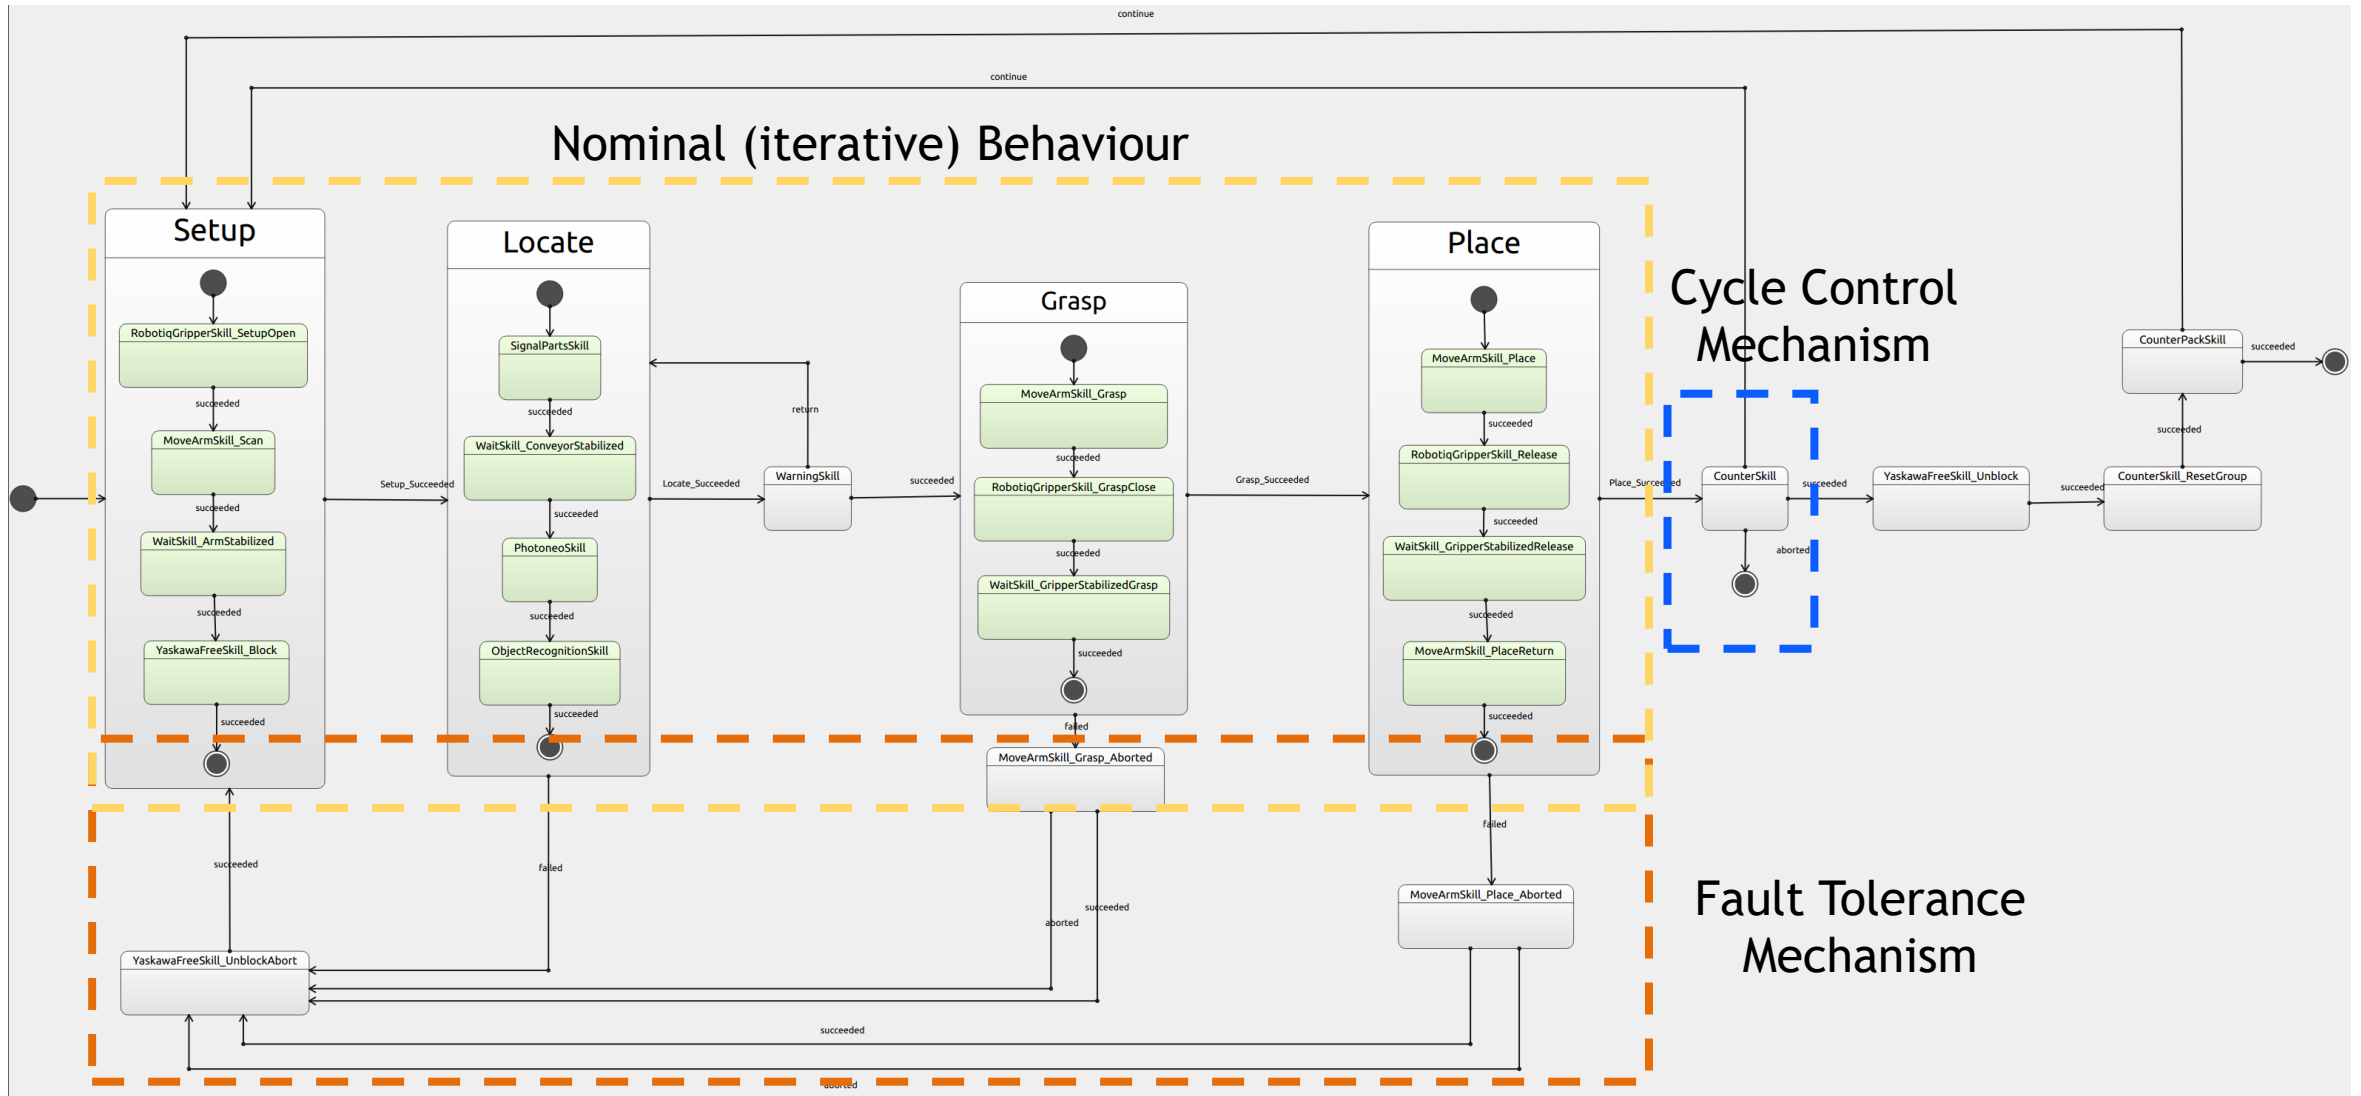 continue
continue
Nominal (iterative) Behaviour
Setup
RobotiqGripperSkill_SetupOpen
succeeded
MoveArmSkill_Scan
succeeded
WaitSkill_ArmStabilized
succeeded
YaskawaFreeSkill_Block
succeeded
Setup_Succeeded
Locate
SignalPartsSkill
succeeded
WaitSkill_ConveyorStabilized
succeeded
PhotoneoSkill
succeeded
ObjectRecognitionSkill
succeeded
return
Locate_Succeeded
WarningSkill
succeeded
Grasp
MoveArmSkill_Grasp
succeeded
RobotiqGripperSkill_GraspClose
succeeded
WaitSkill_GripperStabilizedGrasp
succeeded
Grasp_Succeeded
Place
MoveArmSkill_Place
succeeded
RobotiqGripperSkill_Release
succeeded
WaitSkill_GripperStabilizedRelease
succeeded
MoveArmSkill_PlaceReturn
succeeded
Place_Succeeded
Cycle Control
Mechanism
CounterSkill
succeeded
aborted
YaskawaFreeSkill_Unblock
succeeded
CounterSkill_ResetGroup
succeeded
CounterPackSkill
succeeded
failed
MoveArmSkill_Grasp_Aborted
failed
MoveArmSkill_Place_Aborted
succeeded
failed
aborted
succeeded
YaskawaFreeSkill_UnblockAbort
succeeded
aborted
Fault Tolerance
Mechanism